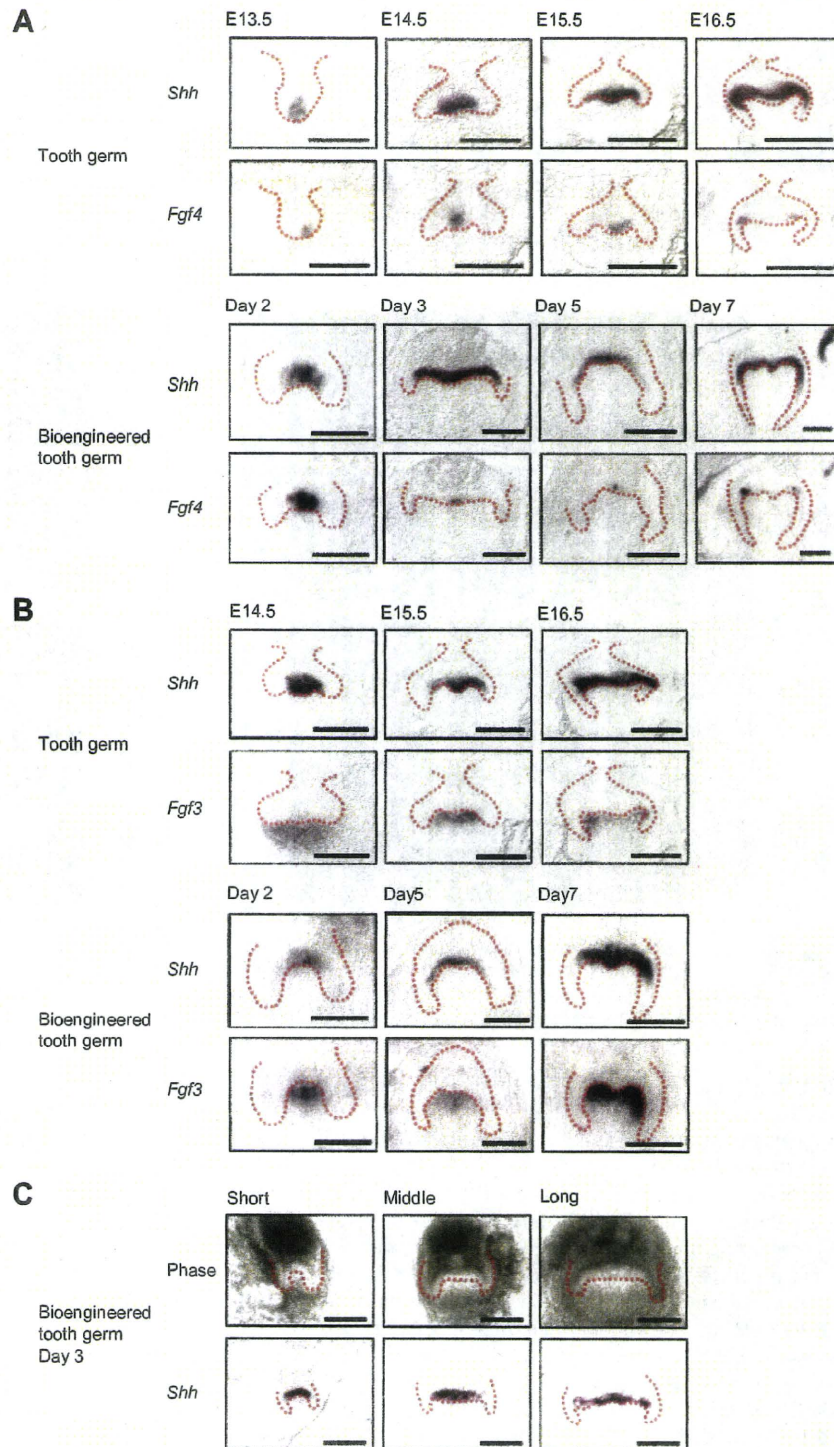 A
E13.5 E14.5 E15.5 E16.5
Shh
Tooth germ
Fgf4
Day 2 Day 3 Day 5 Day 7
Shh
Bioengineered
tooth germ
Fgf4
B
E14.5 E15.5 E16.5
Shh
Tooth germ
Fgf3
Day 2 Day5 Day7
Shh
Bioengineered
tooth germ
Fgf3
C
Short Middle Long
Phase
Bioengineered
tooth germ
Day 3
Shh